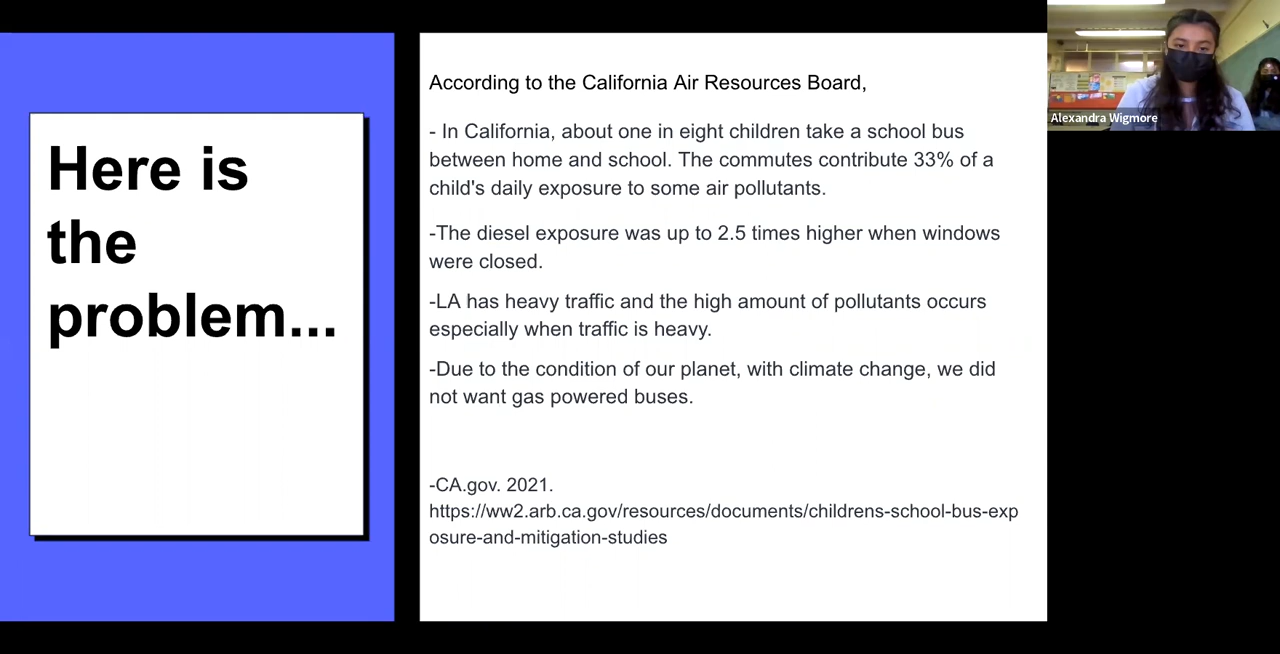 Here is
the
problem...
According to the California Air Resources Board,
- In California, about one in eight children take a school bus
between home and school. The commutes contribute 33% of a
child's daily exposure to some air pollutants.
-The diesel exposure was up to 2.5 times higher when windows
were closed.
-LA has heavy traffic and the high amount of pollutants occurs
especially when traffic is heavy.
-Due to the condition of our planet, with climate change, we did
not want gas powered buses.
-CA.gov. 2021.
https://ww2.arb.ca.gov/resources/documents/childrens-school-bus-exp
osure-and-mitigation-studies
Alexandra Wigmore